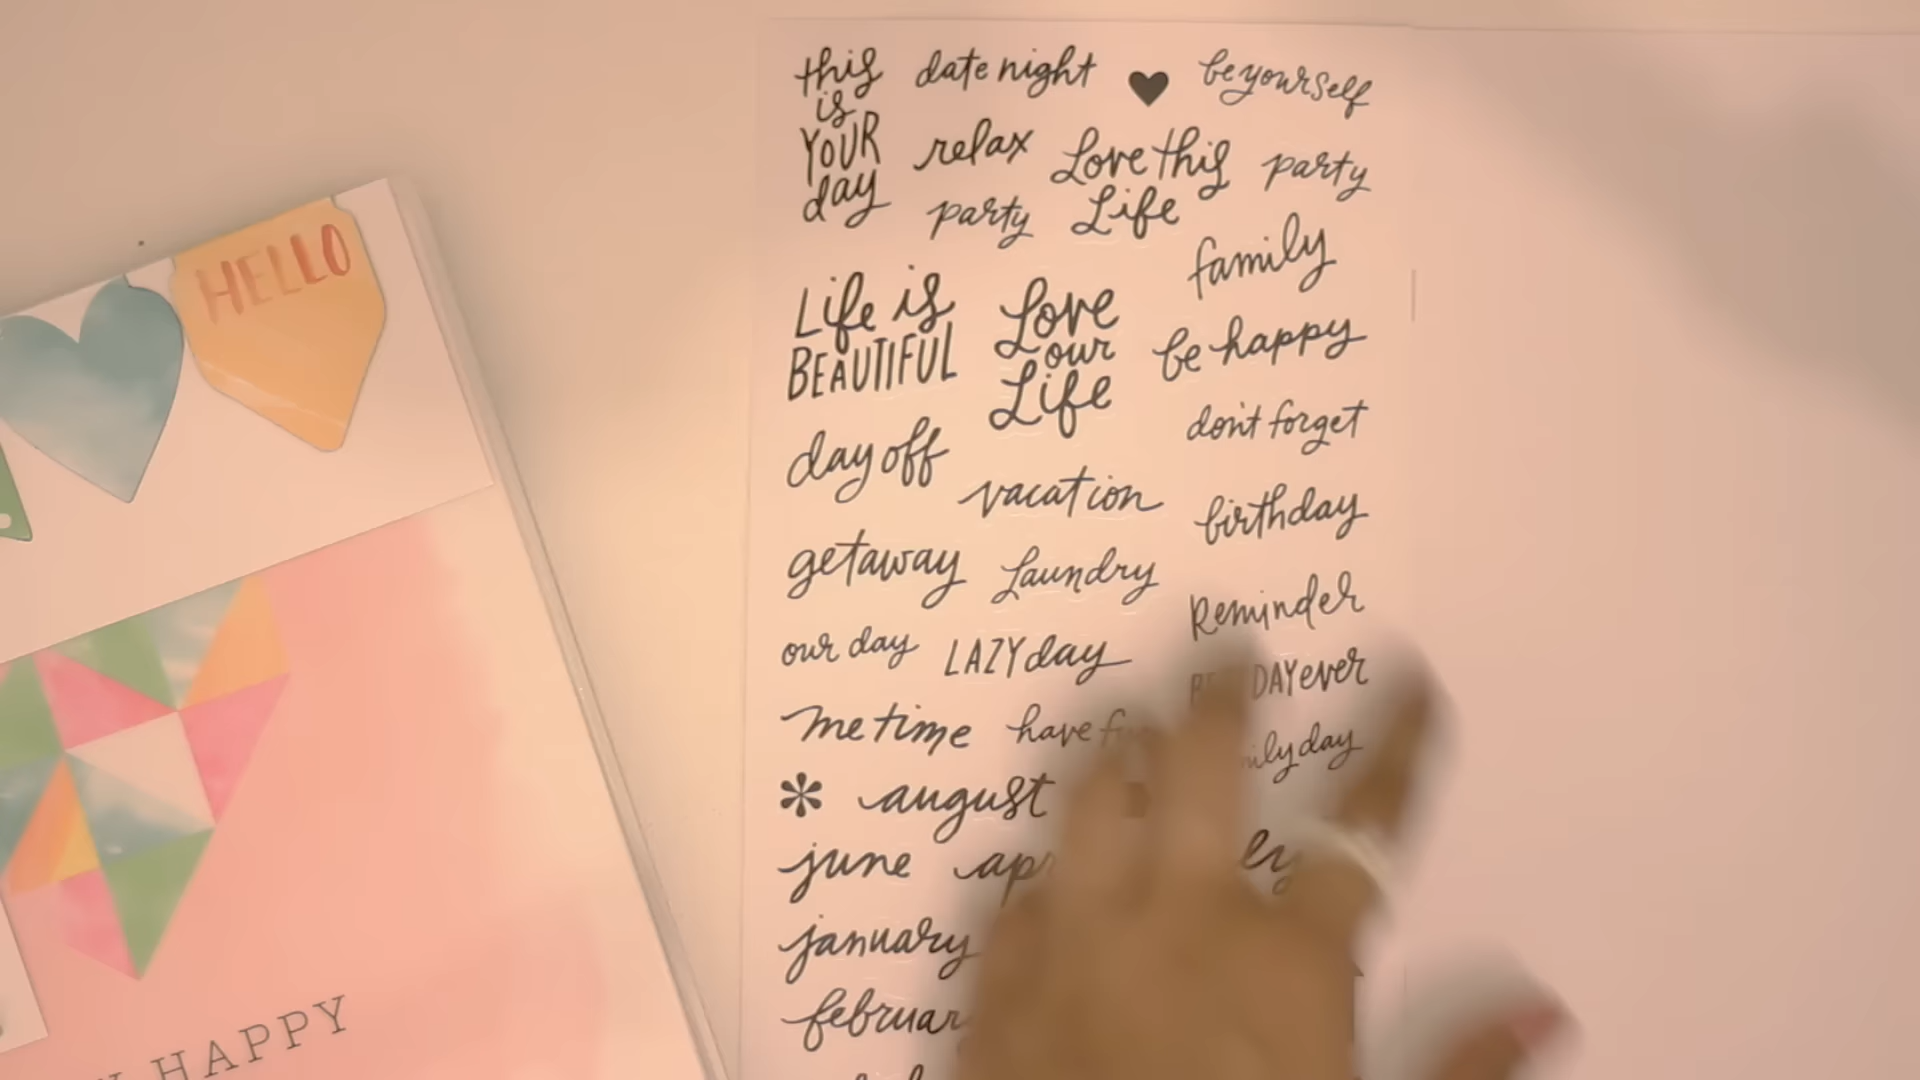 HELLO
HAPPY
this is YOUR day
date night
be yourself
relax
Love this Life
party
party
family
Life is BEAUTIFUL
Love our Life
be happy
don't forget
day off
vacation
birthday
getaway
Laundry
Reminder
our day
LAZY day
DAY ever
me time
have
day
august
june
january